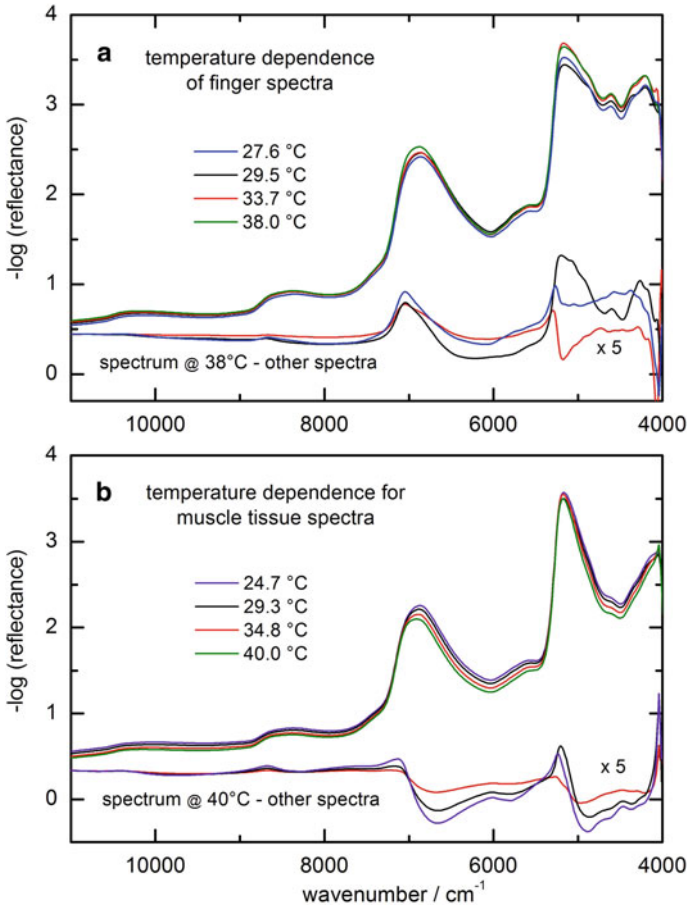 a
temperature dependence
of finger spectra
27.6 °C
29.5 °C
33.7 °C
38.0 °C
spectrum @ 38°C - other spectra
x 5
-log (reflectance)
4
3
2
1
0
10000 8000 6000 4000
b
temperature dependence for
muscle tissue spectra
24.7 °C
29.3 °C
34.8 °C
40.0 °C
spectrum @ 40°C - other spectra
x 5
-log (reflectance)
4
3
2
1
0
10000 8000 6000 4000
wavenumber / cm⁻¹